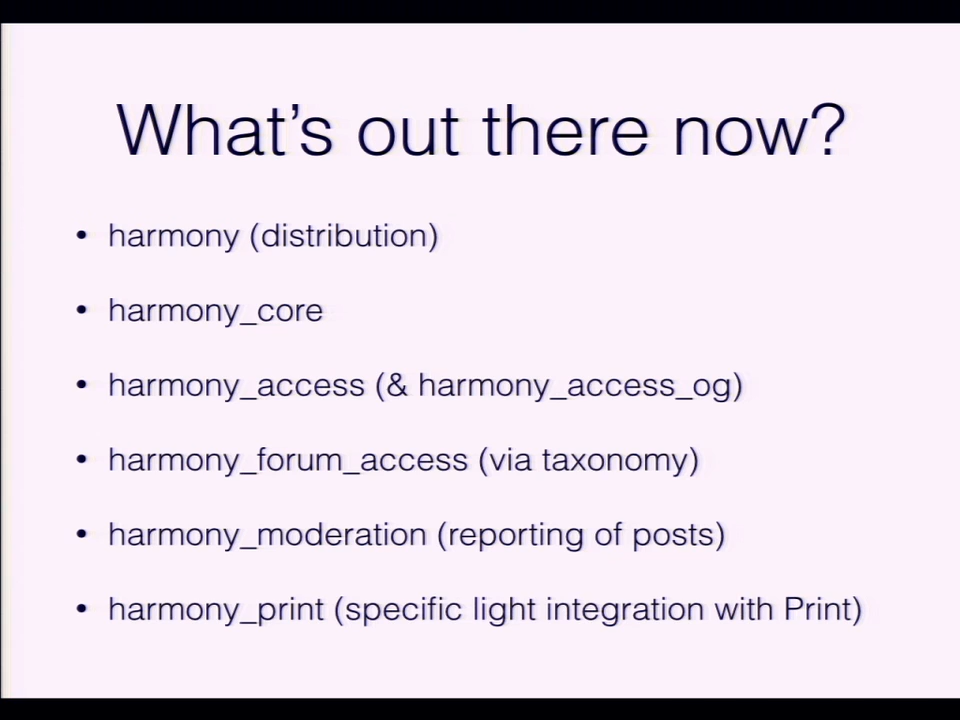 What’s out there now?
• harmony (distribution)
• harmony_core
• harmony_access (& harmony_access_og)
• harmony_forum_access (via taxonomy)
• harmony_moderation (reporting of posts)
• harmony_print (specific light integration with Print)